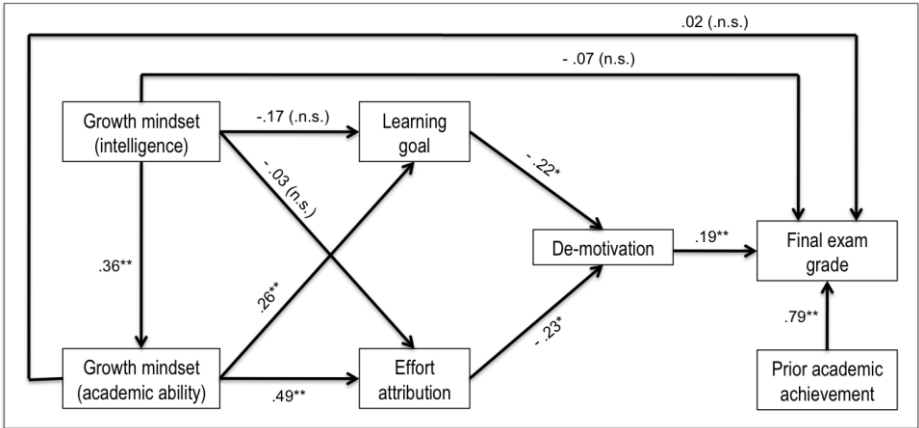 .02 (.n.s.)
- .07 (n.s.)
Growth mindset
(intelligence)
-.17 (.n.s.)
Learning
goal
- .03 (n.s.)
- .22*
.36**
De-motivation
.19**
Final exam
grade
.26**
- .23*
.79**
Growth mindset
(academic ability)
.49**
Effort
attribution
Prior academic
achievement